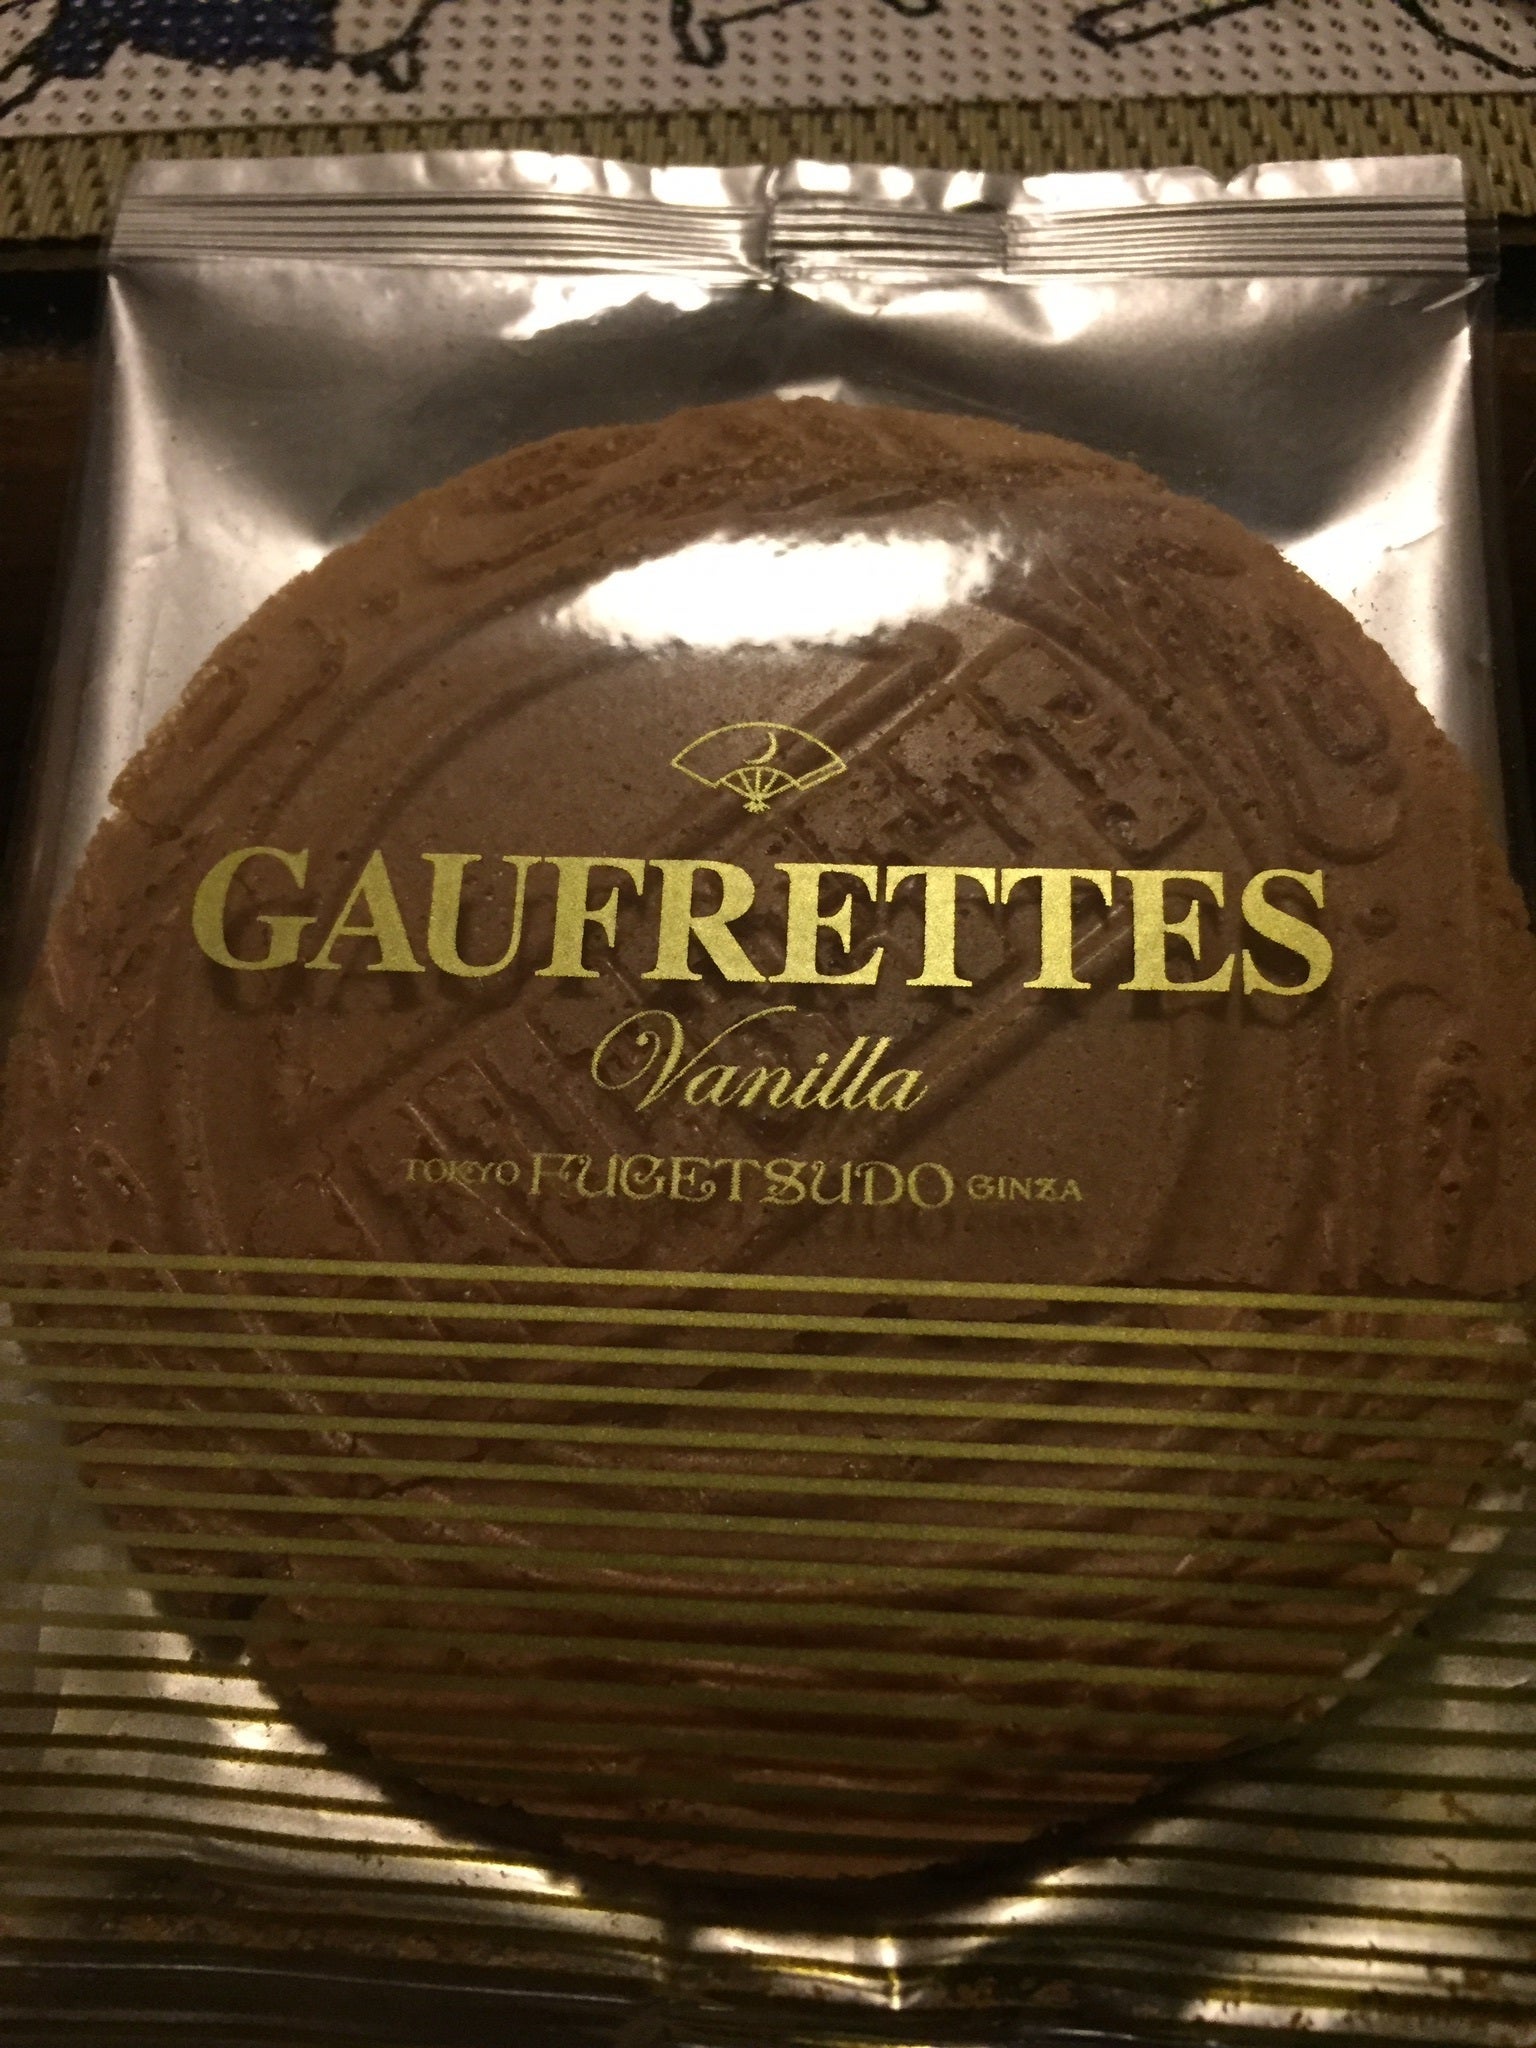 GAUFRETTES
Vanilla
TOKYO FUGETSUDO GINZA